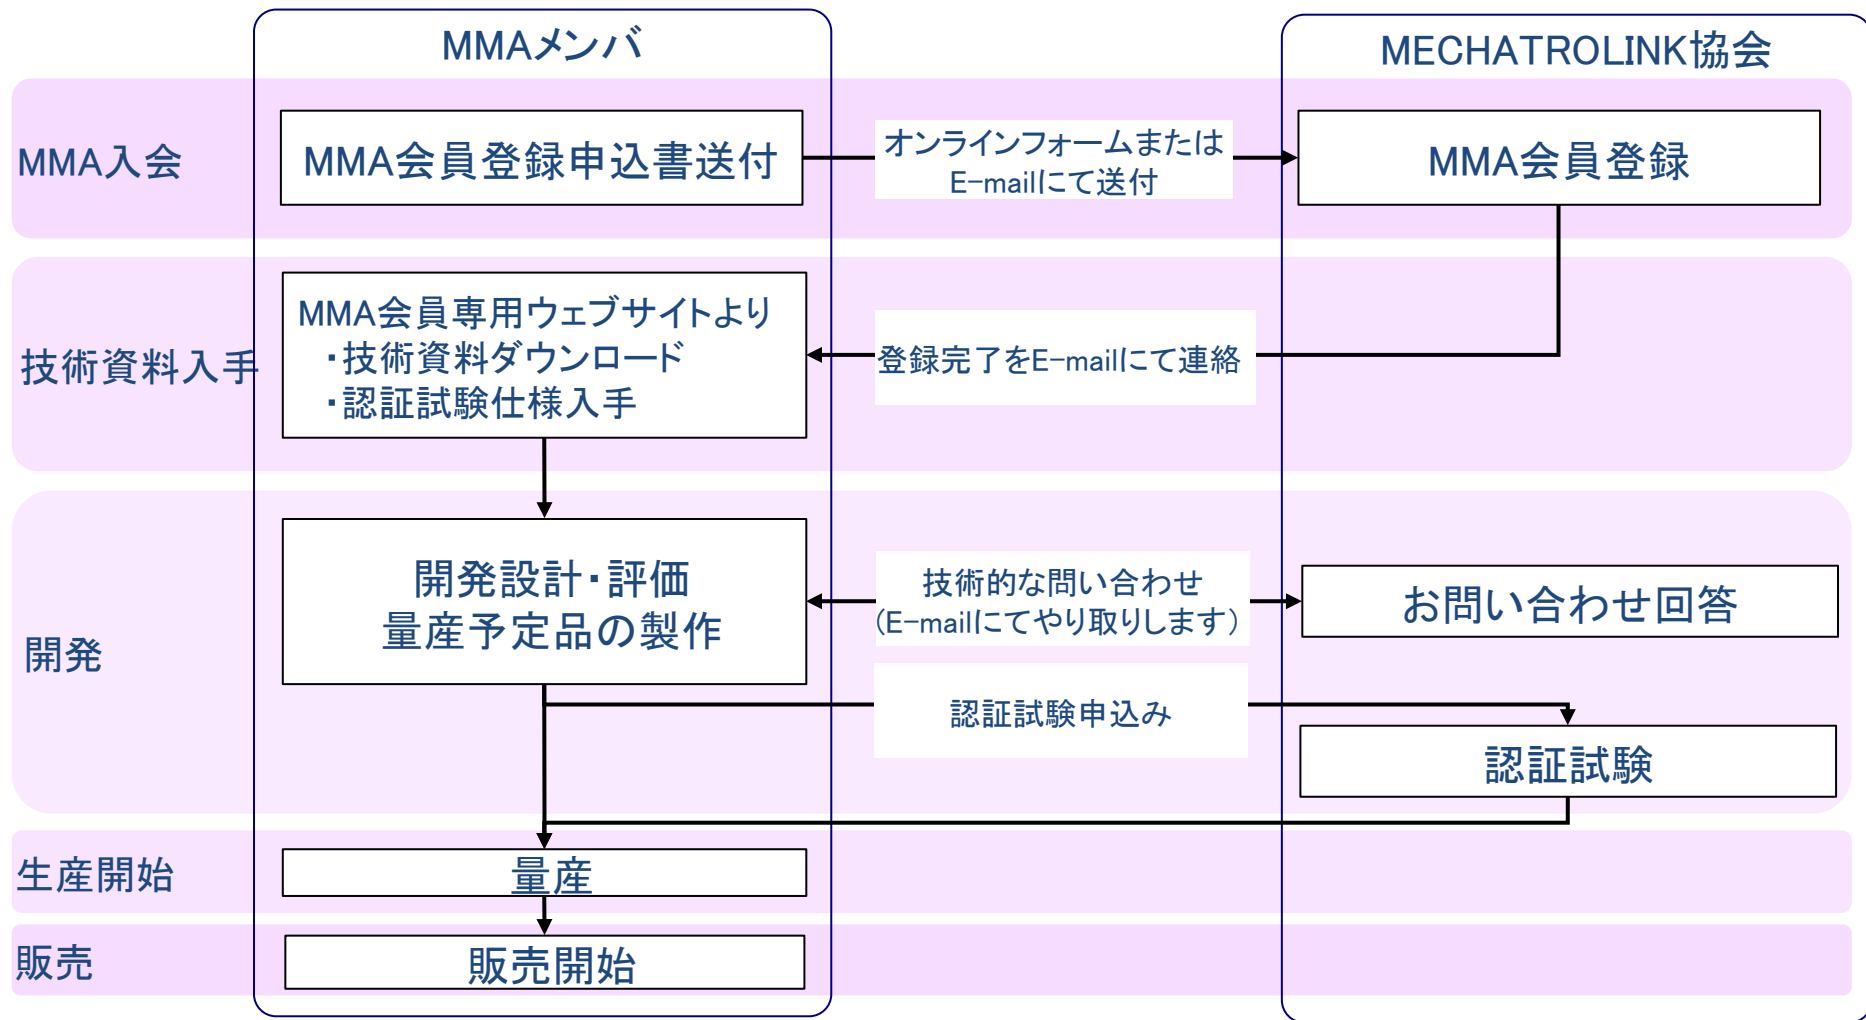 MMAメンバ
MECHATROLINK協会
MMA入会
MMA会員登録申込書送付
オンラインフォームまたは
E-mailにて送付
MMA会員登録
技術資料入手
MMA会員専用ウェブサイトより
・技術資料ダウンロード
・認証試験仕様入手
登録完了をE-mailにて連絡
開発
開発設計・評価
量産予定品の製作
技術的な問い合わせ
(E-mailにてやり取りします)
お問い合わせ回答
認証試験申込み
認証試験
生産開始
量産
販売
販売開始